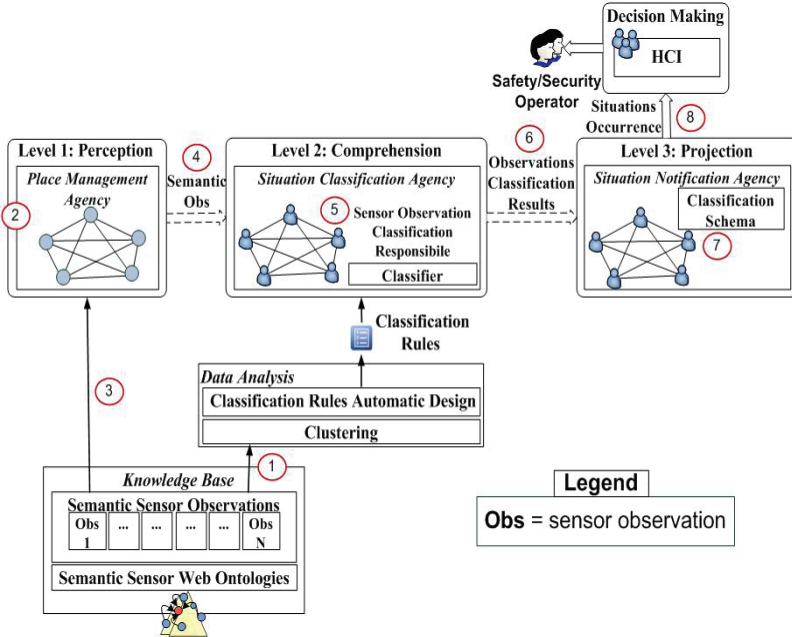 Decision Making
HCI
Safety/Security
Operator
Situations
Occurrence
8
Level 1: Perception
Place Management
Agency
2
4
Semantic
Obs
Level 2: Comprehension
Situation Classification Agency
5
Sensor Observation
Classification
Responsibile
Classifier
6
Observations
Classification
Results
Level 3: Projection
Situation Notification Agency
Classification
Schema
7
Classification
Rules
3
Data Analysis
Classification Rules Automatic Design
Clustering
1
Knowledge Base
Semantic Sensor Observations
Obs
1
...
...
...
...
Obs
N
Semantic Sensor Web Ontologies
Legend
Obs = sensor observation